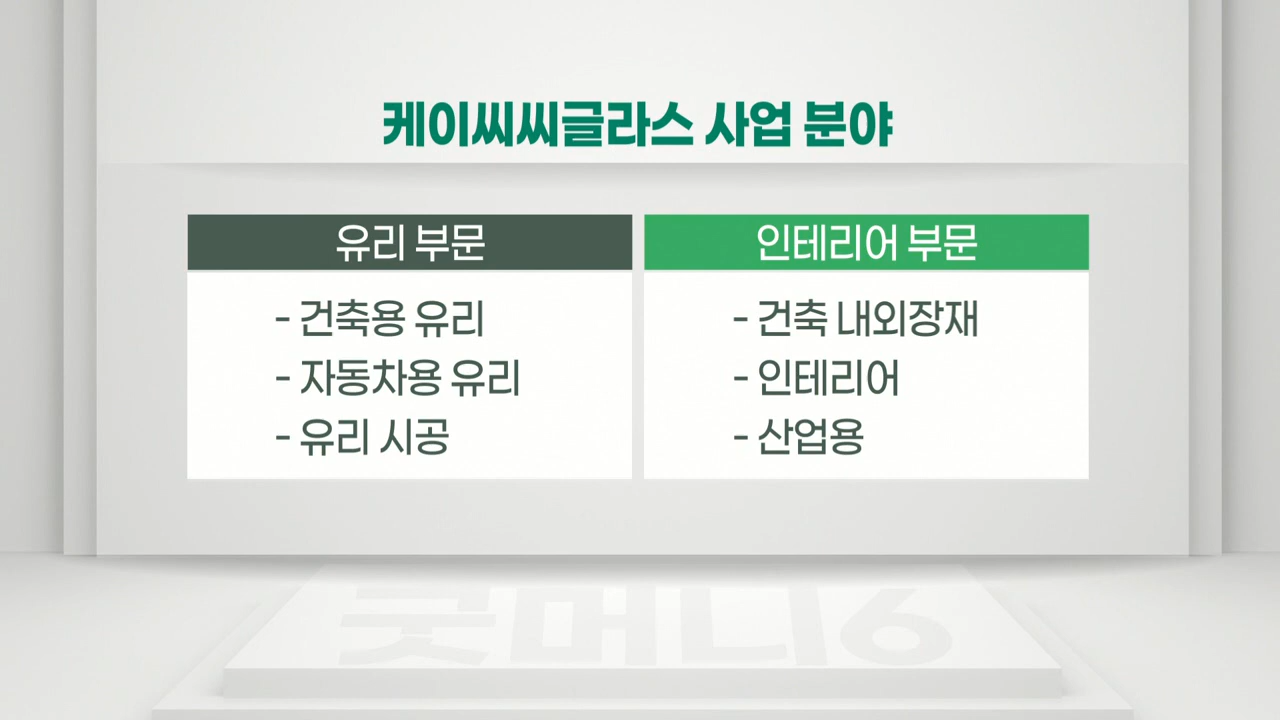 케이씨씨글라스 사업 분야
유리 부문
- 건축용 유리
- 자동차용 유리
- 유리 시공
인테리어 부문
- 건축 내외장재
- 인테리어
- 산업용
굿머니6